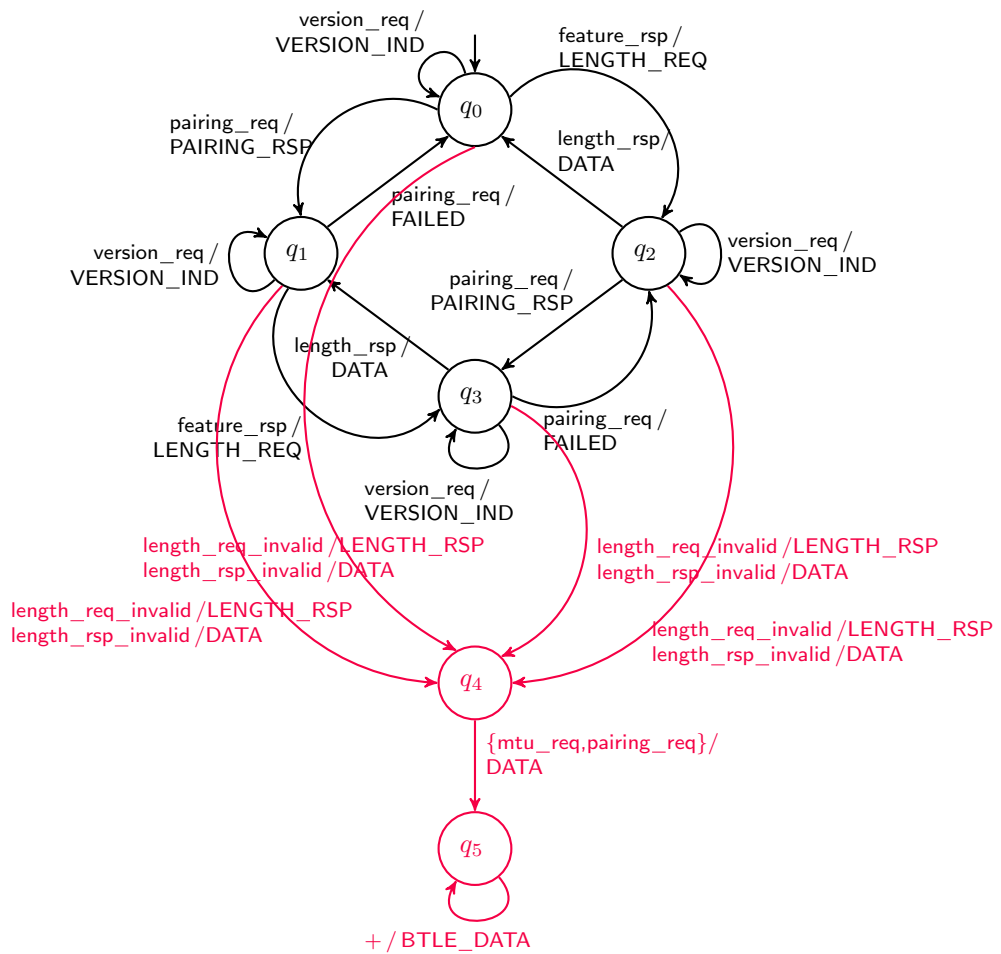 version_req /
VERSION_IND
feature_rsp /
LENGTH_REQ
q0
pairing_req /
PAIRING_RSP
length_rsp/
DATA
pairing_req /
FAILED
q1
q2
version_req /
VERSION_IND
version_req /
VERSION_IND
pairing_req /
PAIRING_RSP
length_rsp /
DATA
q3
feature_rsp /
LENGTH_REQ
pairing_req /
FAILED
version_req /
VERSION_IND
length_req_invalid /LENGTH_RSP
length_rsp_invalid /DATA
length_req_invalid /LENGTH_RSP
length_rsp_invalid /DATA
length_req_invalid /LENGTH_RSP
length_rsp_invalid /DATA
length_req_invalid /LENGTH_RSP
length_rsp_invalid /DATA
q4
{mtu_req,pairing_req}/
DATA
q5
+ / BTLE_DATA